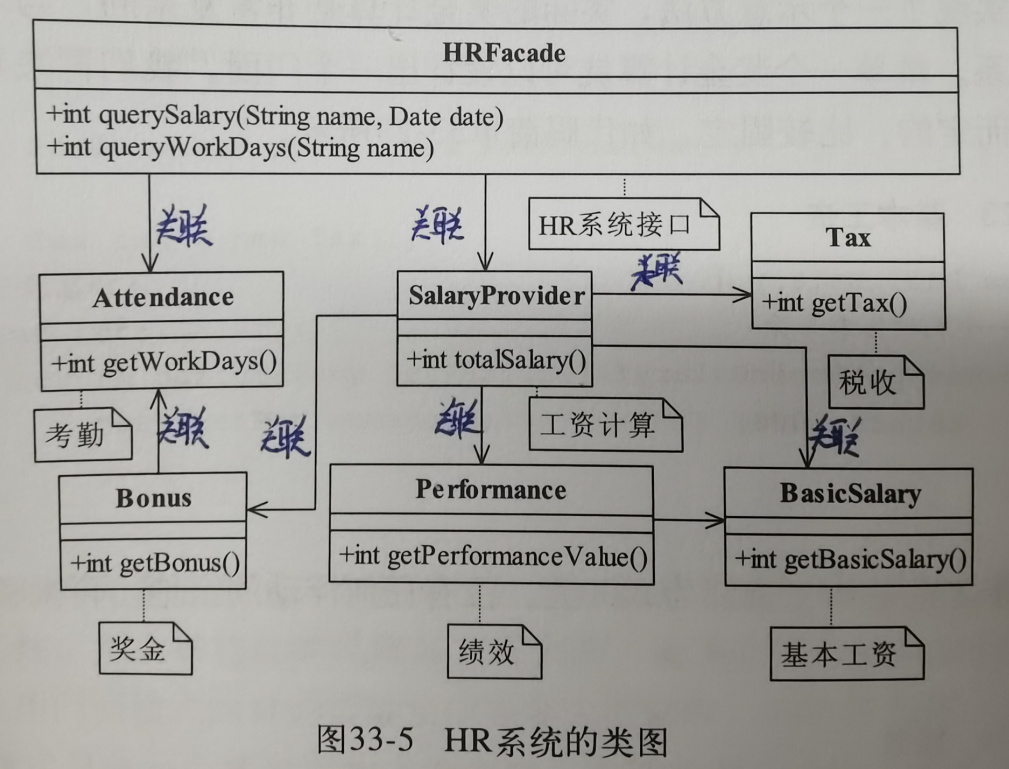 HRFacade
+int querySalary(String name, Date date)
+int queryWorkDays(String name)
关联
关联
HR系统接口
关联
Tax
+int getTax()
税收
Attendance
+int getWorkDays()
考勤
SalaryProvider
+int totalSalary()
工资计算
关联
关联
关联
关联
Bonus
+int getBonus()
奖金
Performance
+int getPerformanceValue()
绩效
BasicSalary
+int getBasicSalary()
基本工资
图33-5 HR系统的类图